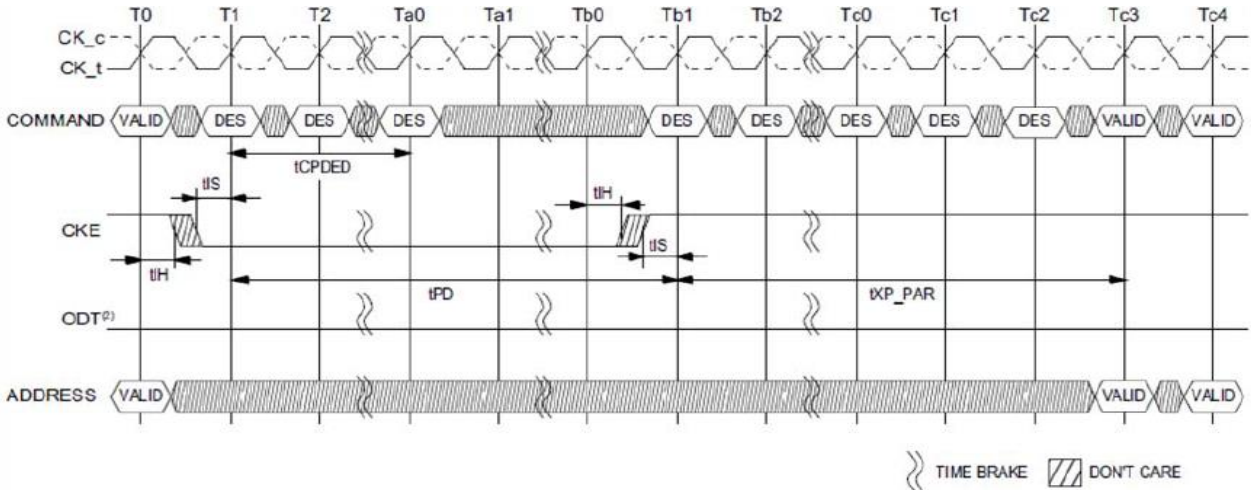 T0 T1 T2 Ta0 Ta1 Tb0 Tb1 Tb2 Tc0 Tc1 Tc2 Tc3 Tc4
CK_c
CK_t
COMMAND VALID DES DES DES DES DES DES DES DES VALID VALID
tCPDED
tIS tIH
CKE
tIS
tIH
tPD tXP_PAR
ODT(2)
ADDRESS VALID VALID VALID
TIME BRAKE DON'T CARE